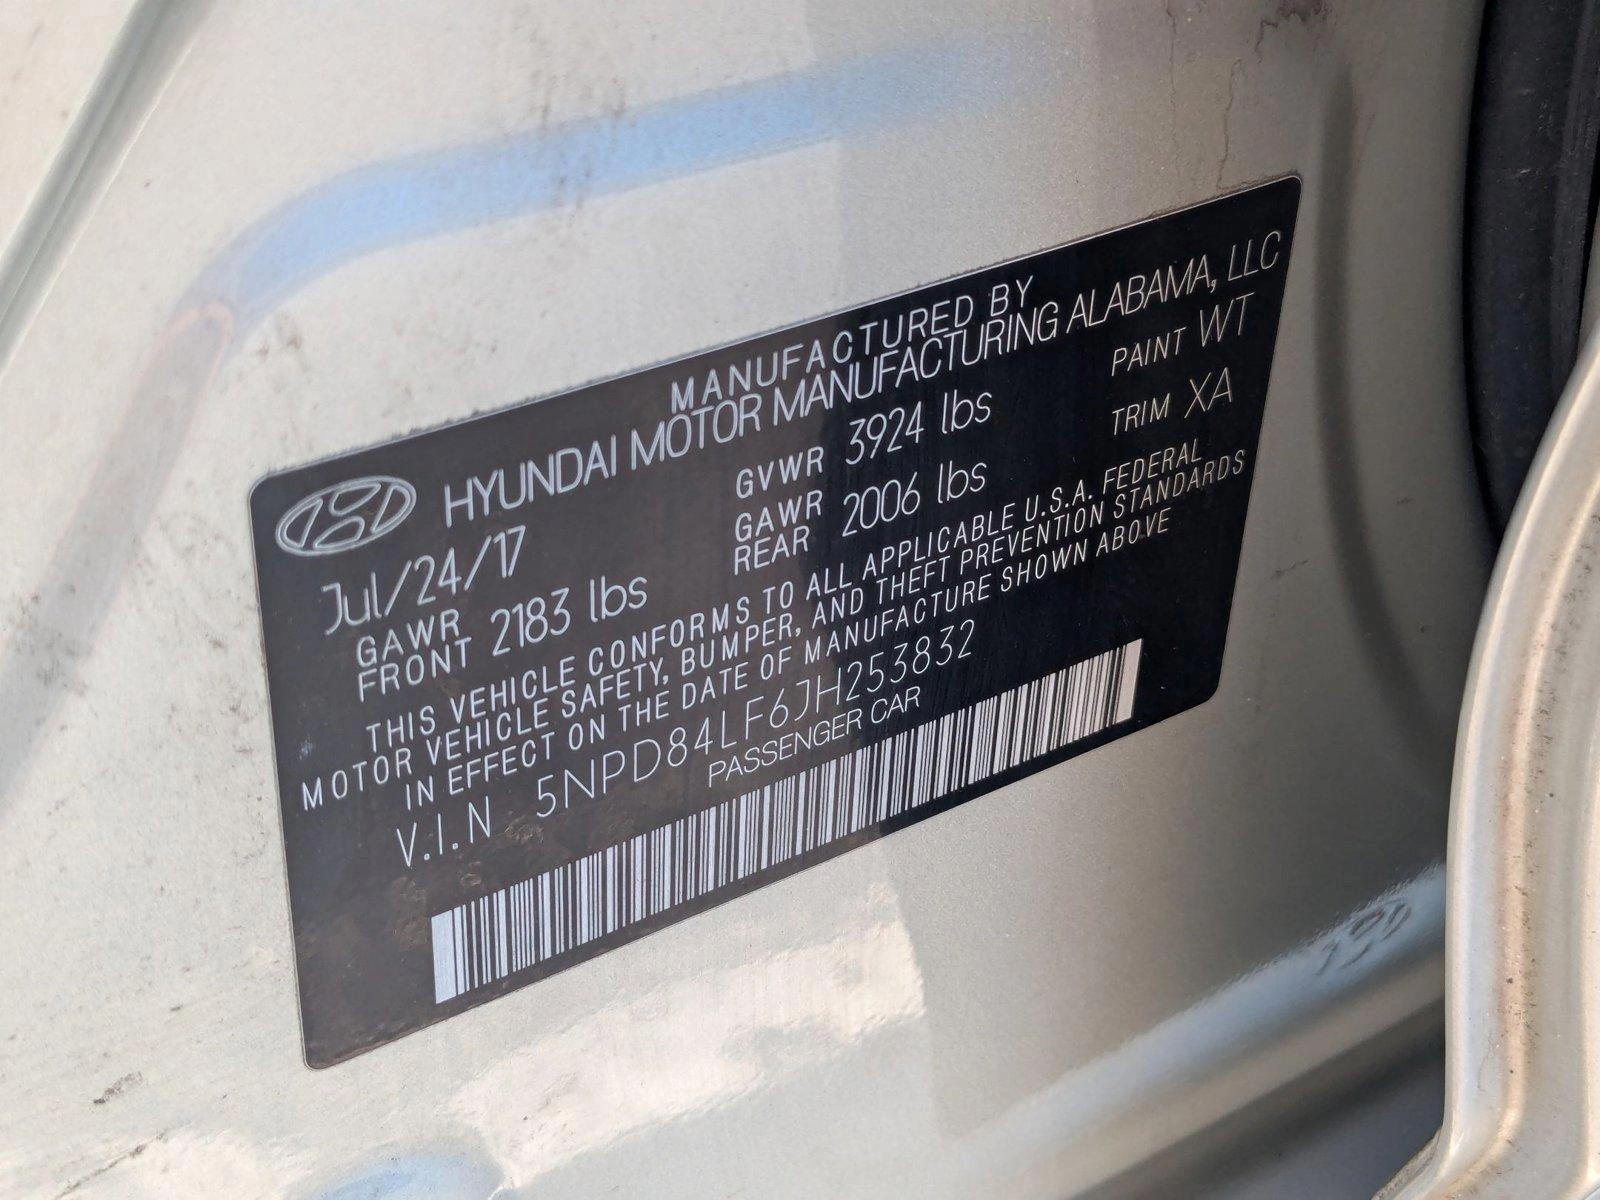 MANUFACTURED BY
HYUNDAI MOTOR MANUFACTURING ALABAMA, LLC
Jul/24/17 GVWR 3924 lbs PAINT WT
GAWR FRONT 2183 lbs GAWR REAR 2006 lbs TRIM XA
THIS VEHICLE CONFORMS TO ALL APPLICABLE U.S.A. FEDERAL
MOTOR VEHICLE SAFETY, BUMPER, AND THEFT PREVENTION STANDARDS
IN EFFECT ON THE DATE OF MANUFACTURE SHOWN ABOVE
V.I.N 5NPD84LF6JH253832
PASSENGER CAR